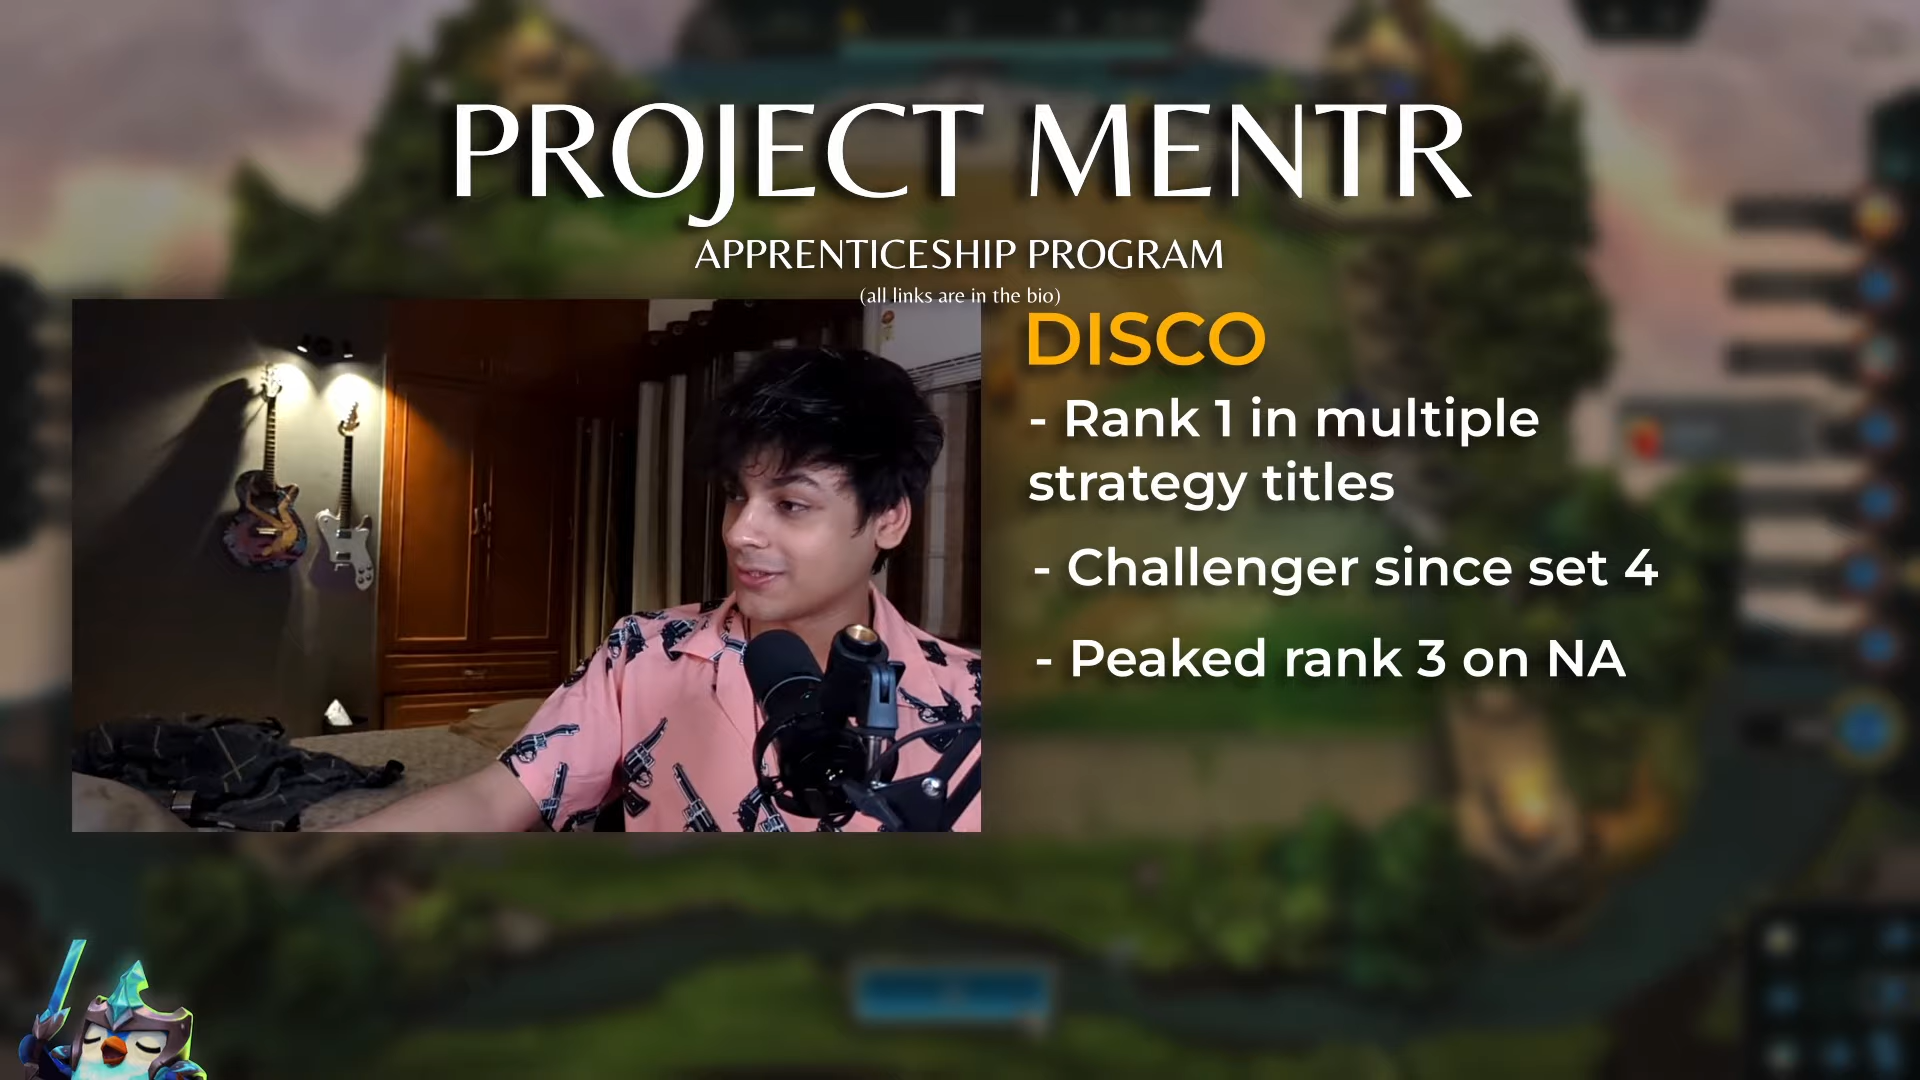 PROJECT MENTR
APPRENTICESHIP PROGRAM
(all links are in the bio)
DISCO
- Rank 1 in multiple
strategy titles
- Challenger since set 4
- Peaked rank 3 on NA